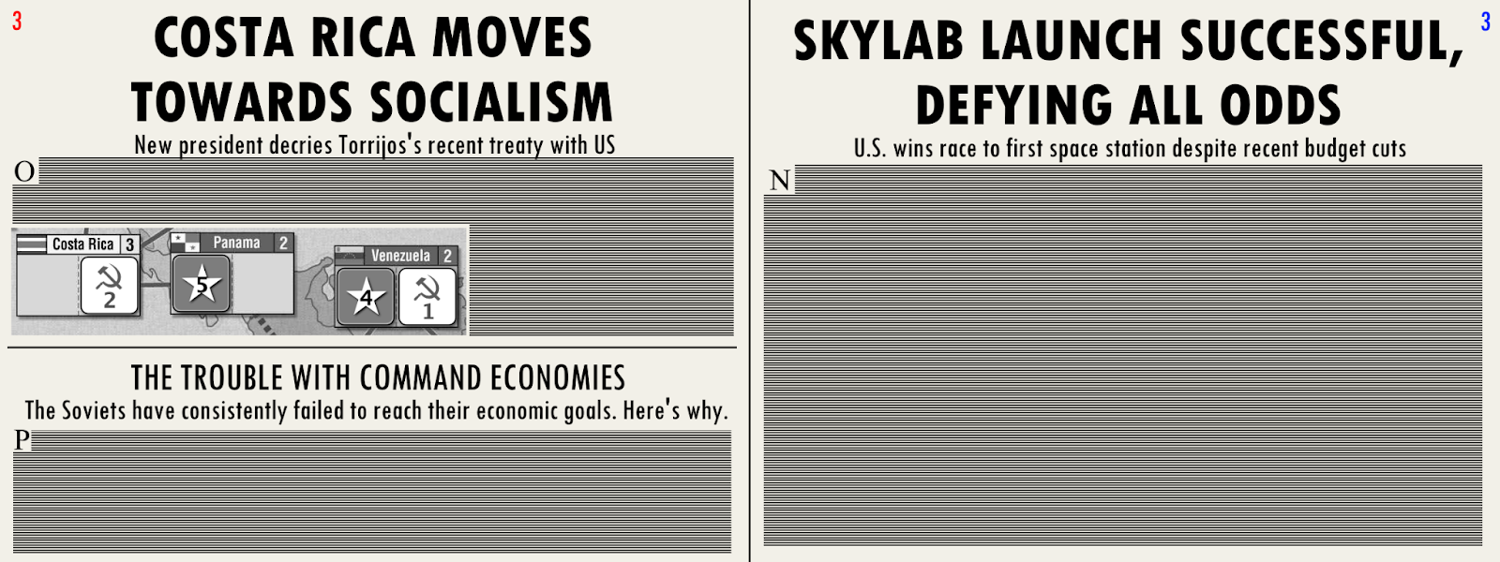 3
COSTA RICA MOVES
TOWARDS SOCIALISM
New president decries Torrijos's recent treaty with US
O
Costa Rica 3
2
Panama 2
5
Venezuela 2
4
1
THE TROUBLE WITH COMMAND ECONOMIES
The Soviets have consistently failed to reach their economic goals. Here's why.
P
3
SKYLAB LAUNCH SUCCESSFUL,
DEFYING ALL ODDS
U.S. wins race to first space station despite recent budget cuts
N